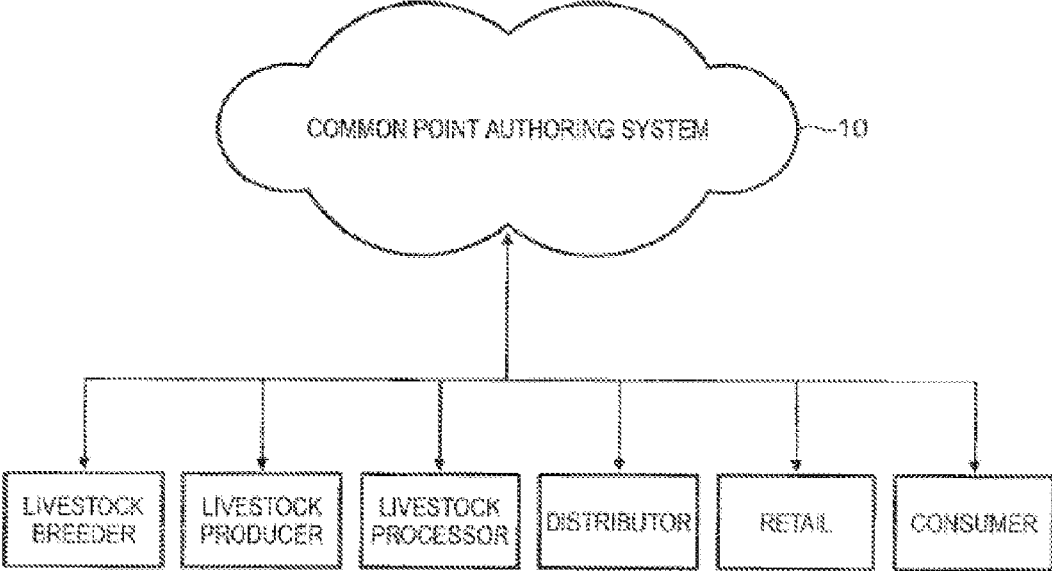 COMMON POINT AUTHORING SYSTEM
10
LIVESTOCK
BREEDER
LIVESTOCK
PRODUCER
LIVESTOCK
PROCESSOR
DISTRIBUTOR
RETAIL
CONSUMER